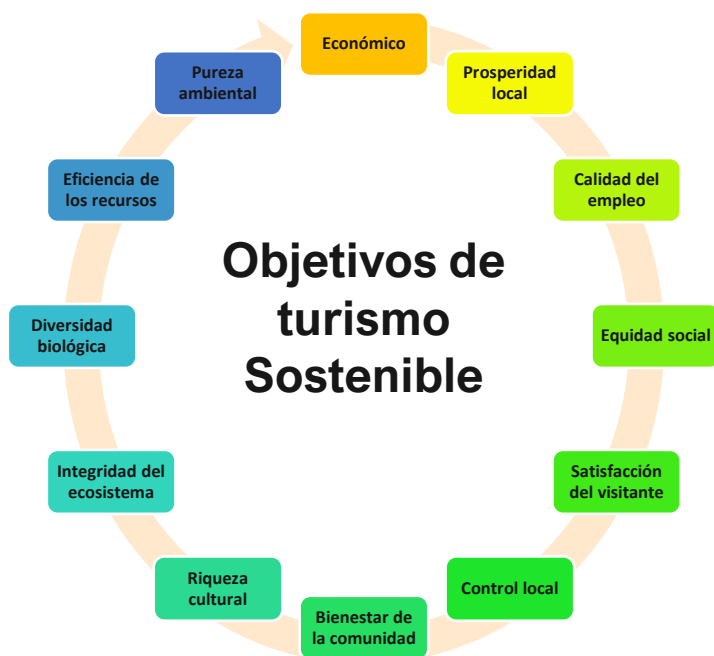 Objetivos de
turismo
Sostenible
Económico
Prosperidad
local
Calidad del
empleo
Equidad social
Satisfacción
del visitante
Control local
Bienestar de
la comunidad
Riqueza
cultural
Integridad del
ecosistema
Diversidad
biológica
Eficiencia de
los recursos
Pureza
ambiental